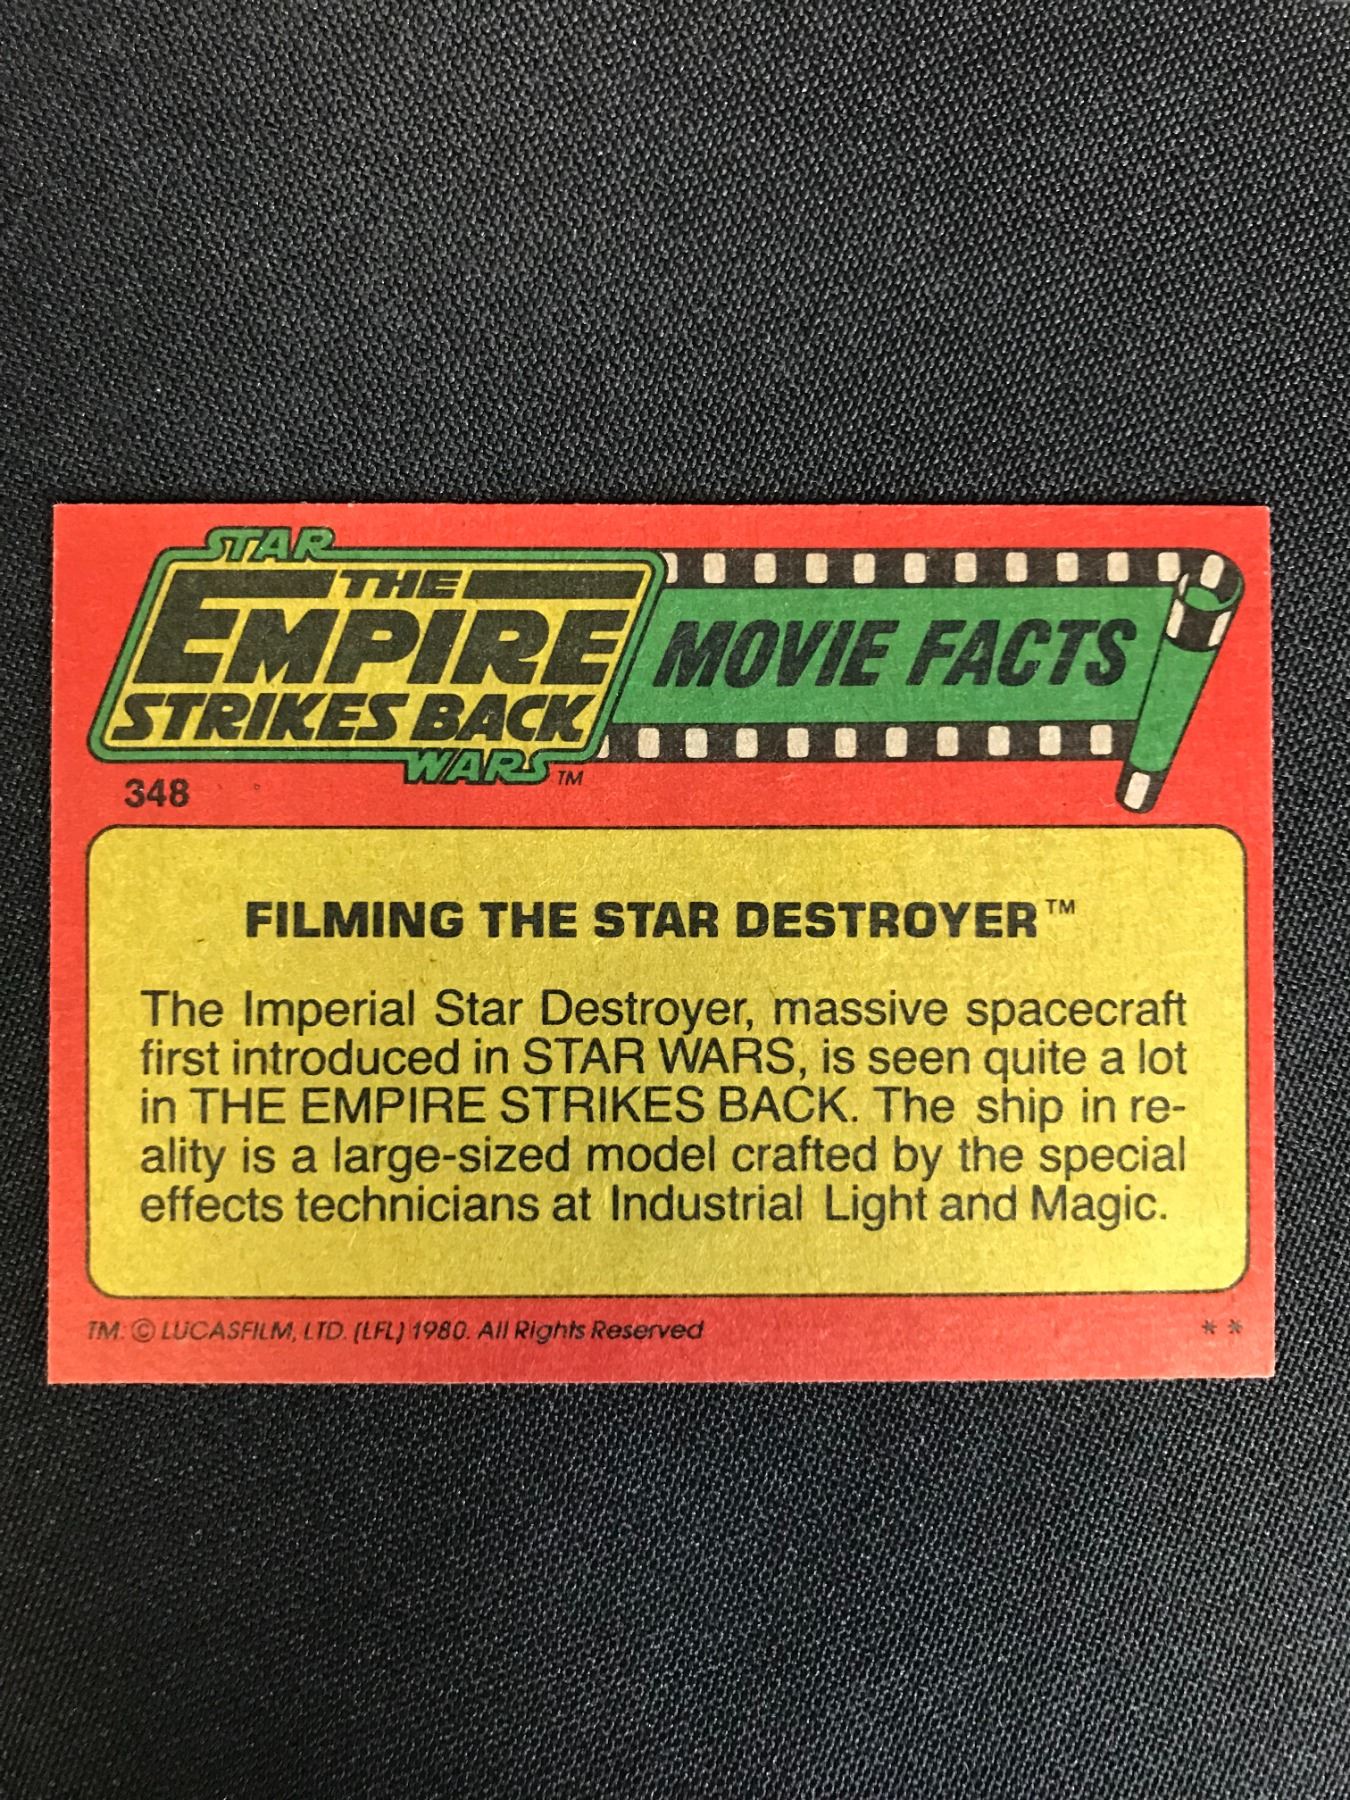 STAR
THE
EMPIRE
STRIKES BACK
WARS™
MOVIE FACTS
348
FILMING THE STAR DESTROYER™
The Imperial Star Destroyer, massive spacecraft
first introduced in STAR WARS, is seen quite a lot
in THE EMPIRE STRIKES BACK. The ship in re-
ality is a large-sized model crafted by the special
effects technicians at Industrial Light and Magic.
TM: © LUCASFILM, LTD. (LFL) 1980. All Rights Reserved
* *